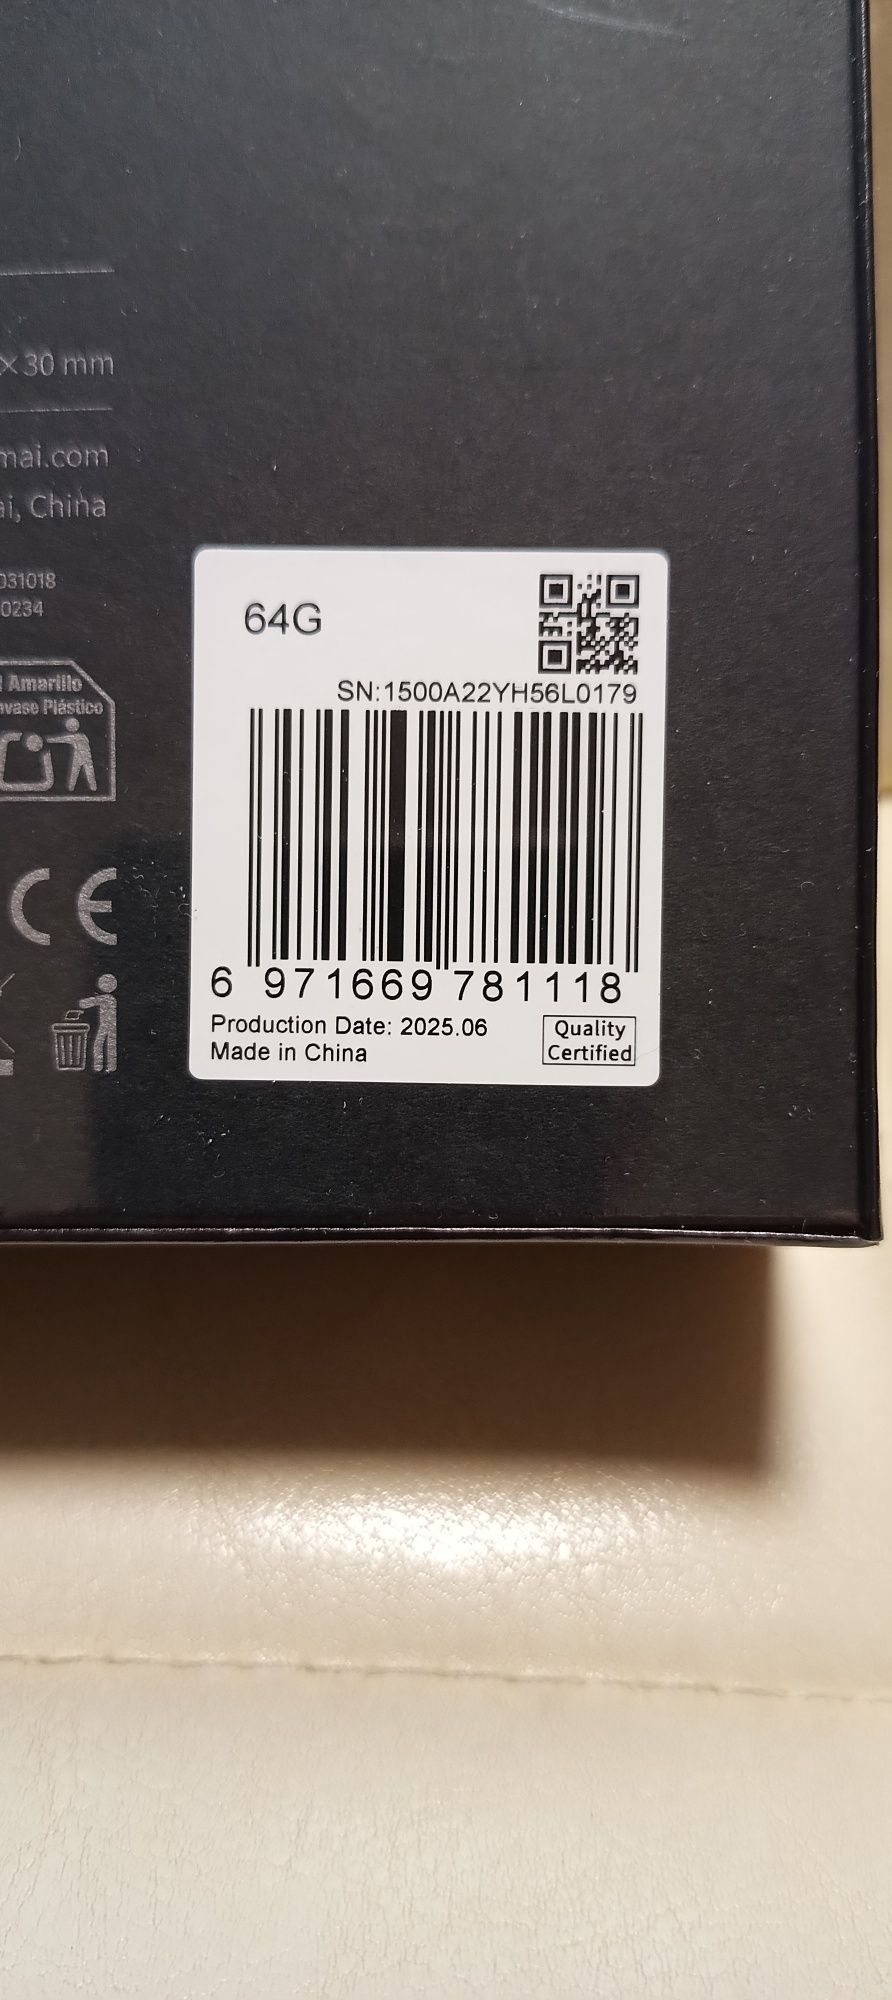 ×30 mm
mai.com
ai, China
031018
0234
Amarillo
nvase Plástico
CE
64G
SN:1500A22YH56L0179
6 971669 781118
Production Date: 2025.06
Made in China
Quality
Certified